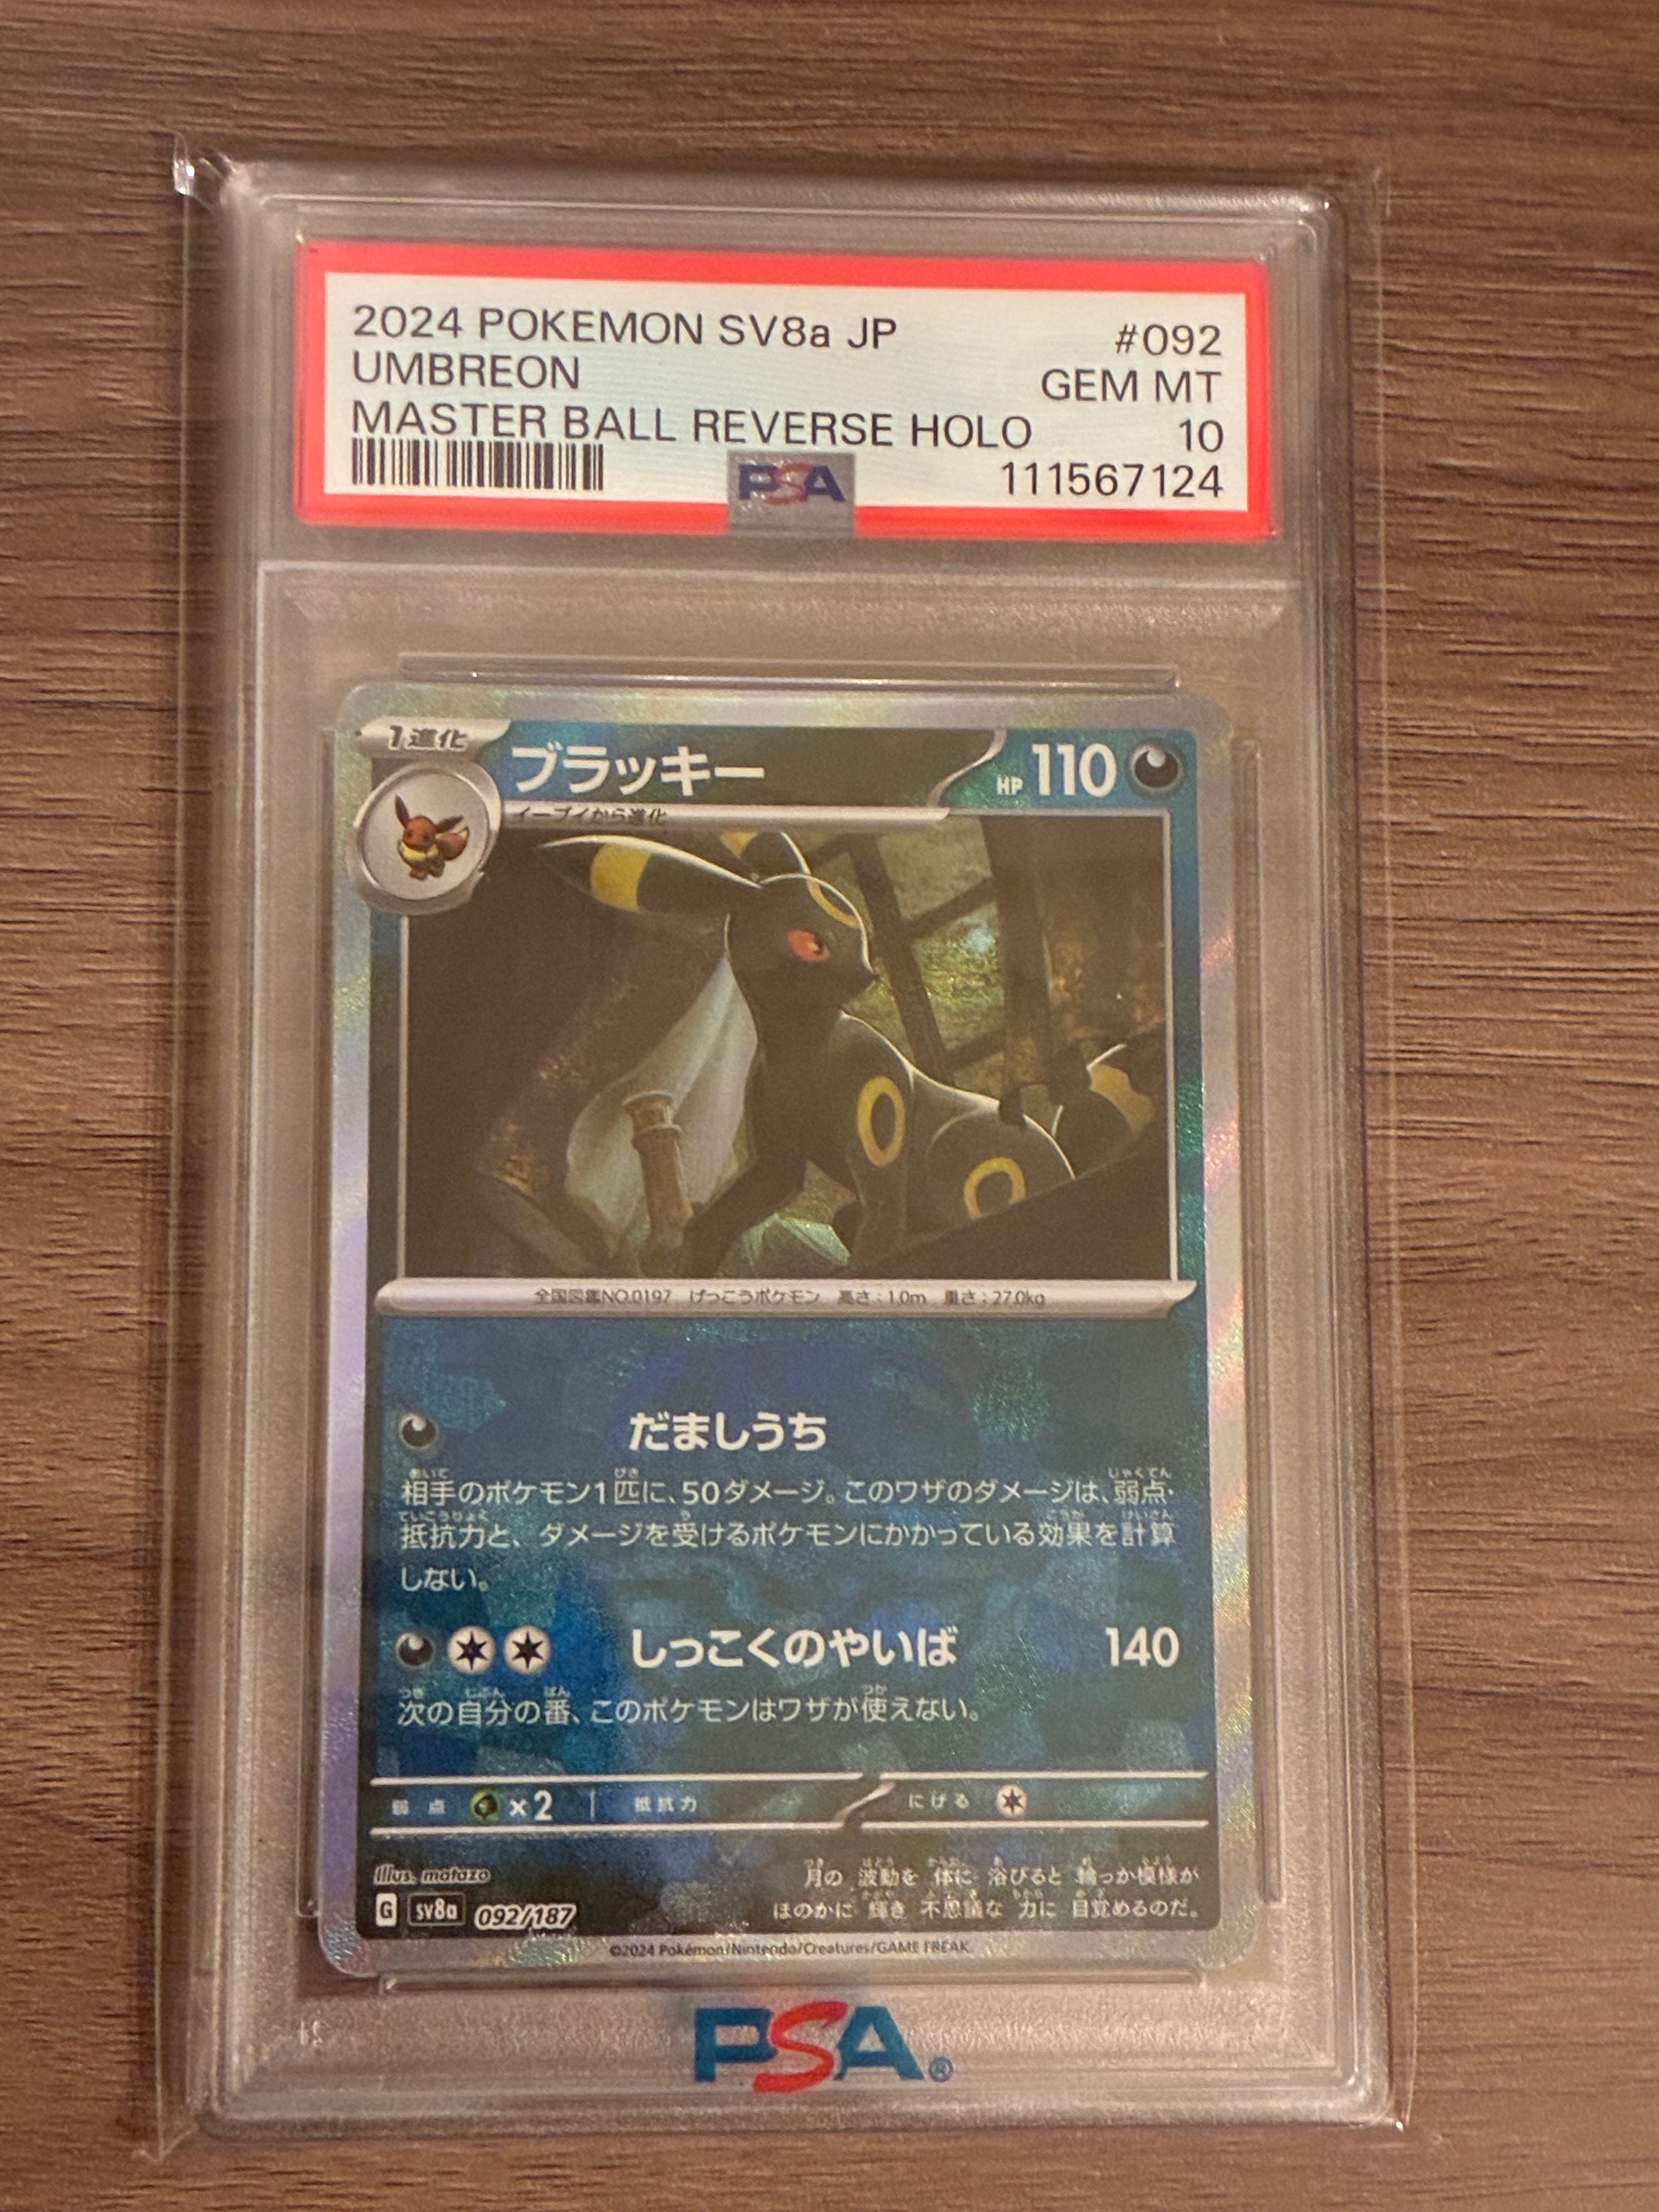 2024 POKEMON SV8a JP #092
UMBREON GEM MT
MASTER BALL REVERSE HOLO 10
PSA 111567124
1進化 ブラッキー HP 110
イーブイから進化
全国図鑑NO.0197 げっこうポケモン 高さ:1.0m 重さ:27.0kg
だましうち
相手のポケモン1匹に、50ダメージ。このワザのダメージは、弱点・
抵抗力と、ダメージを受けるポケモンにかかっている効果を計算
しない。
しっこくのやいば 140
次の自分の番、このポケモンはワザが使えない。
弱点 ×2 抵抗力 にげる
Illus. matazo
月の波動を体に浴びると輪っか模様が
G SV8a 092/187
ほのかに輝き不思議な力に目覚めるのだ。
©2024 Pokémon/Nintendo/Creatures/GAME FREAK.
PSA®